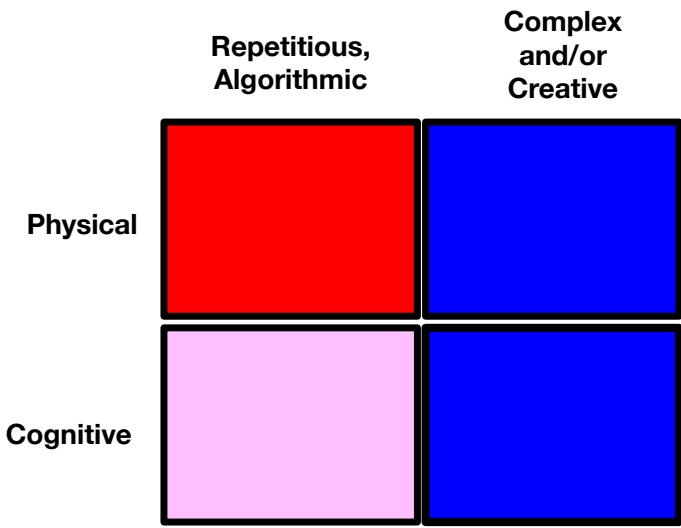 Repetitious,
Algorithmic
Complex
and/or
Creative
Physical
Cognitive